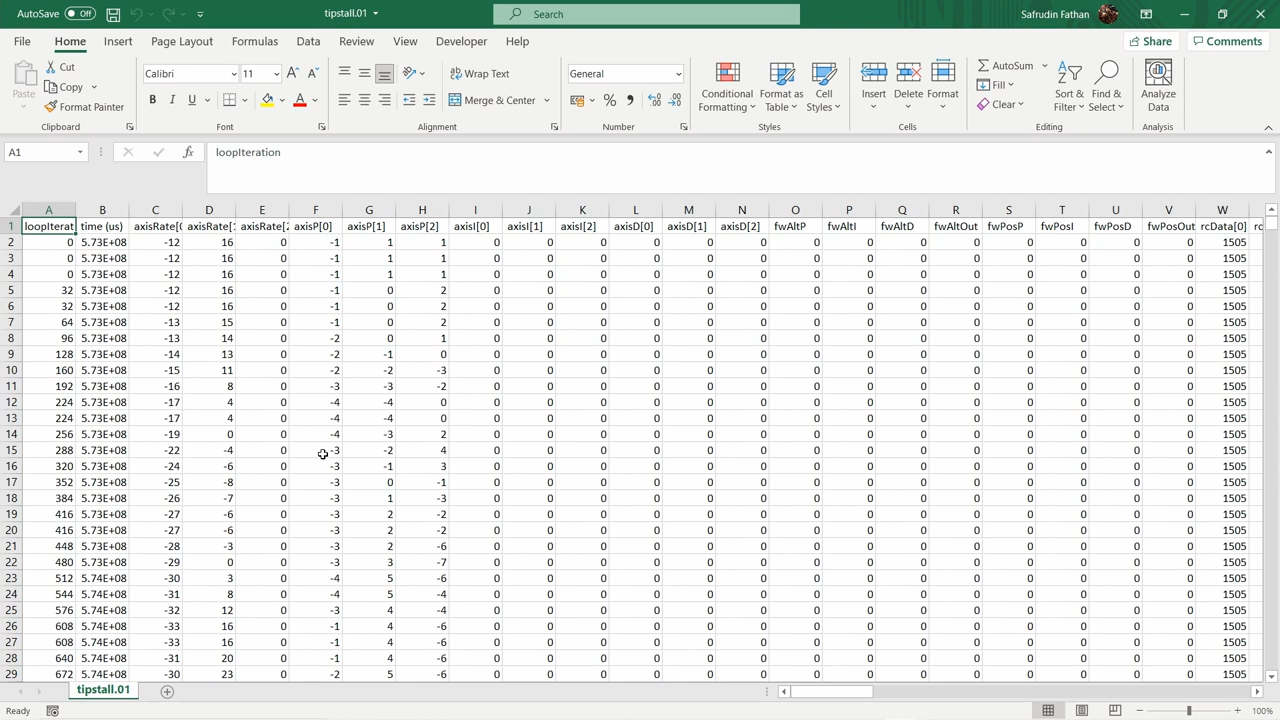 AutoSave Off tipstall.01 Search Safrudin Fathan
File Home Insert Page Layout Formulas Data Review View Developer Help Share Comments
Paste Cut Copy Format Painter Clipboard
Calibri 11 B I U Font
Wrap Text Merge & Center Alignment
General % Number
Conditional Formatting Format as Table Cell Styles Styles
Insert Delete Format Cells
AutoSum Fill Clear Sort & Filter Find & Select Editing
Analyze Data Analysis
A1 fx loopIteration
A B C D E F G H I J K L M N O P Q R S T U V W
1 loopIterat time (us) axisRate[0 axisRate[1 axisRate[2 axisP[0] axisP[1] axisP[2] axisI[0] axisI[1] axisI[2] axisD[0] axisD[1] axisD[2] fwAltP fwAltI fwAltD fwAltOut fwPosP fwPosI fwPosD fwPosOut rcData[0] rc
2 0 5.73E+08 -12 16 0 -1 1 1 0 0 0 0 0 0 0 0 0 0 0 0 0 0 1505
3 0 5.73E+08 -12 16 0 -1 1 1 0 0 0 0 0 0 0 0 0 0 0 0 0 0 1505
4 0 5.73E+08 -12 16 0 -1 1 1 0 0 0 0 0 0 0 0 0 0 0 0 0 0 1505
5 32 5.73E+08 -12 16 0 -1 0 2 0 0 0 0 0 0 0 0 0 0 0 0 0 0 1505
6 32 5.73E+08 -12 16 0 -1 0 2 0 0 0 0 0 0 0 0 0 0 0 0 0 0 1505
7 64 5.73E+08 -13 15 0 -1 0 2 0 0 0 0 0 0 0 0 0 0 0 0 0 0 1505
8 96 5.73E+08 -13 14 0 -2 0 1 0 0 0 0 0 0 0 0 0 0 0 0 0 0 1505
9 128 5.73E+08 -14 13 0 -2 -1 0 0 0 0 0 0 0 0 0 0 0 0 0 0 0 1505
10 160 5.73E+08 -15 11 0 -2 -2 -3 0 0 0 0 0 0 0 0 0 0 0 0 0 0 1505
11 192 5.73E+08 -16 8 0 -3 -3 -2 0 0 0 0 0 0 0 0 0 0 0 0 0 0 1505
12 224 5.73E+08 -17 4 0 -4 -4 0 0 0 0 0 0 0 0 0 0 0 0 0 0 0 1505
13 224 5.73E+08 -17 4 0 -4 -4 0 0 0 0 0 0 0 0 0 0 0 0 0 0 0 1505
14 256 5.73E+08 -19 0 0 -4 -3 2 0 0 0 0 0 0 0 0 0 0 0 0 0 0 1505
15 288 5.73E+08 -22 -4 0 -3 -2 4 0 0 0 0 0 0 0 0 0 0 0 0 0 0 1505
16 320 5.73E+08 -24 -6 0 -3 -1 3 0 0 0 0 0 0 0 0 0 0 0 0 0 0 1505
17 352 5.73E+08 -25 -8 0 -3 0 -1 0 0 0 0 0 0 0 0 0 0 0 0 0 0 1505
18 384 5.73E+08 -26 -7 0 -3 1 -3 0 0 0 0 0 0 0 0 0 0 0 0 0 0 1505
19 416 5.73E+08 -27 -6 0 -3 2 -2 0 0 0 0 0 0 0 0 0 0 0 0 0 0 1505
20 416 5.73E+08 -27 -6 0 -3 2 -2 0 0 0 0 0 0 0 0 0 0 0 0 0 0 1505
21 448 5.73E+08 -28 -3 0 -3 2 -6 0 0 0 0 0 0 0 0 0 0 0 0 0 0 1505
22 480 5.73E+08 -29 0 0 -3 3 -7 0 0 0 0 0 0 0 0 0 0 0 0 0 0 1505
23 512 5.74E+08 -30 3 0 -4 5 -6 0 0 0 0 0 0 0 0 0 0 0 0 0 0 1505
24 544 5.74E+08 -31 8 0 -4 5 -4 0 0 0 0 0 0 0 0 0 0 0 0 0 0 1505
25 576 5.74E+08 -32 12 0 -3 4 -4 0 0 0 0 0 0 0 0 0 0 0 0 0 0 1505
26 608 5.74E+08 -33 16 0 -1 4 -6 0 0 0 0 0 0 0 0 0 0 0 0 0 0 1505
27 608 5.74E+08 -33 16 0 -1 4 -6 0 0 0 0 0 0 0 0 0 0 0 0 0 0 1505
28 640 5.74E+08 -31 20 0 -1 4 -6 0 0 0 0 0 0 0 0 0 0 0 0 0 0 1505
29 672 5.74E+08 -30 23 0 -2 5 -6 0 0 0 0 0 0 0 0 0 0 0 0 0 0 1505
tipstall.01
Ready 100%